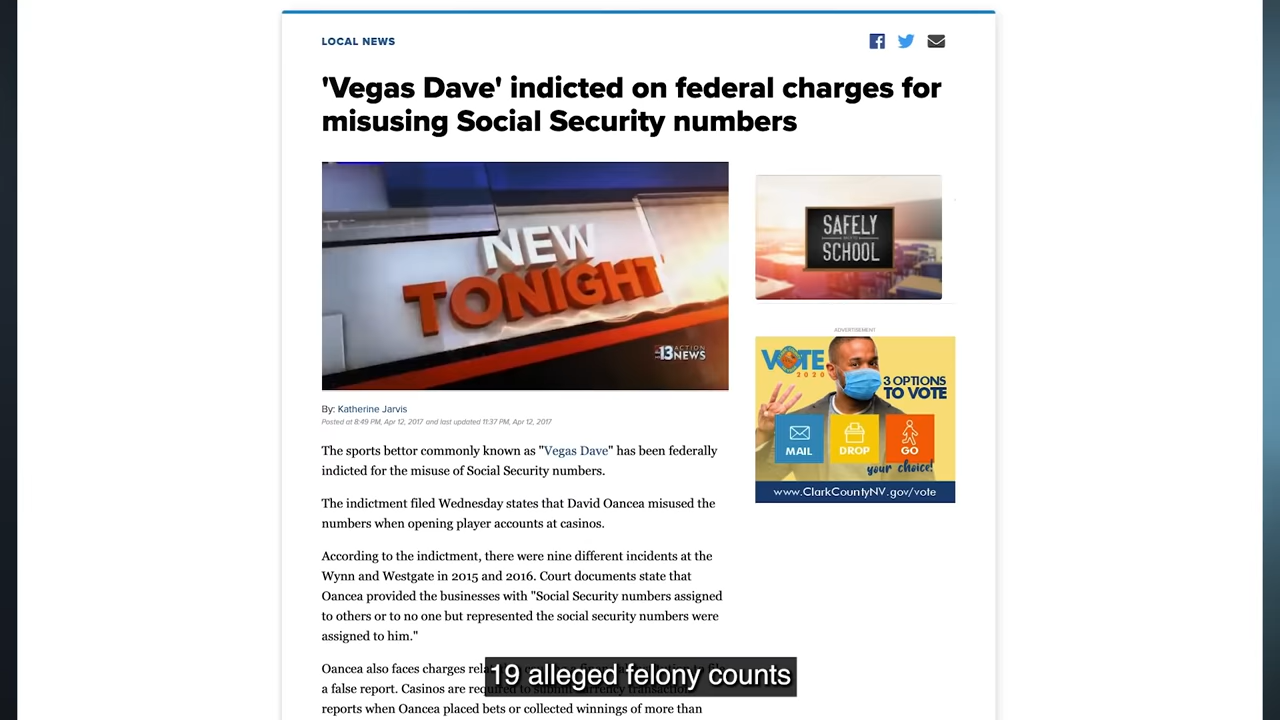 LOCAL NEWS
'Vegas Dave' indicted on federal charges for
misusing Social Security numbers
NEW
TONIGHT
13 ACTION
NEWS
SAFELY
SCHOOL
ADVERTISEMENT
VOTE
2020
3 OPTIONS
TO VOTE
MAIL
DROP
GO
your choice!
www.ClarkCountyNV.gov/vote
By: Katherine Jarvis
Posted at 8:49 PM, Apr 12, 2017 and last updated 11:37 PM, Apr 12, 2017
The sports bettor commonly known as "Vegas Dave" has been federally
indicted for the misuse of Social Security numbers.
The indictment filed Wednesday states that David Oancea misused the
numbers when opening player accounts at casinos.
According to the indictment, there were nine different incidents at the
Wynn and Westgate in 2015 and 2016. Court documents state that
Oancea provided the businesses with "Social Security numbers assigned
to others or to no one but represented the social security numbers were
assigned to him."
Oancea also faces charges
a false report. Casinos are required to submit currency transaction
reports when Oancea placed bets or collected winnings of more than
19 alleged felony counts